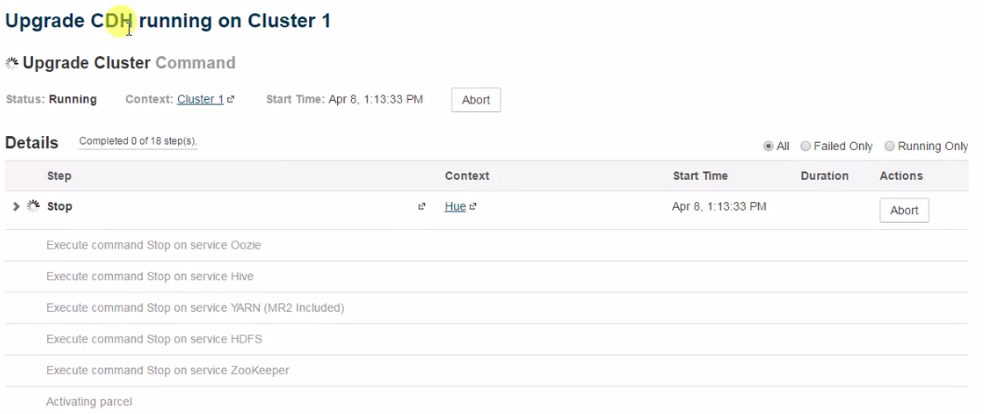 Upgrade CDH running on Cluster 1
Upgrade Cluster Command
Status: Running Context: Cluster 1 Start Time: Apr 8, 1:13:33 PM Abort
Details Completed 0 of 18 step(s).
All Failed Only Running Only
Step Context Start Time Duration Actions
Stop Hue Apr 8, 1:13:33 PM Abort
Execute command Stop on service Oozie
Execute command Stop on service Hive
Execute command Stop on service YARN (MR2 Included)
Execute command Stop on service HDFS
Execute command Stop on service ZooKeeper
Activating parcel